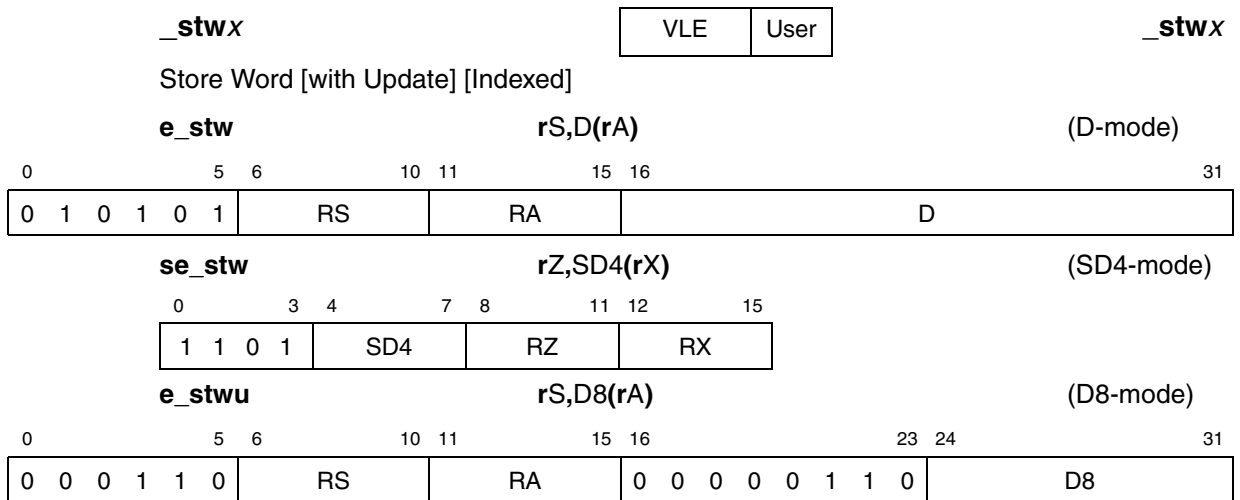 _stwx VLE User _stwx
Store Word [with Update] [Indexed]
e_stw rS,D(rA) (D-mode)
0 5 6 10 11 15 16 31
0 1 0 1 0 1 RS RA D
se_stw rZ,SD4(rX) (SD4-mode)
0 3 4 7 8 11 12 15
1 1 0 1 SD4 RZ RX
e_stwu rS,D8(rA) (D8-mode)
0 5 6 10 11 15 16 23 24 31
0 0 0 1 1 0 RS RA 0 0 0 0 0 1 1 0 D8